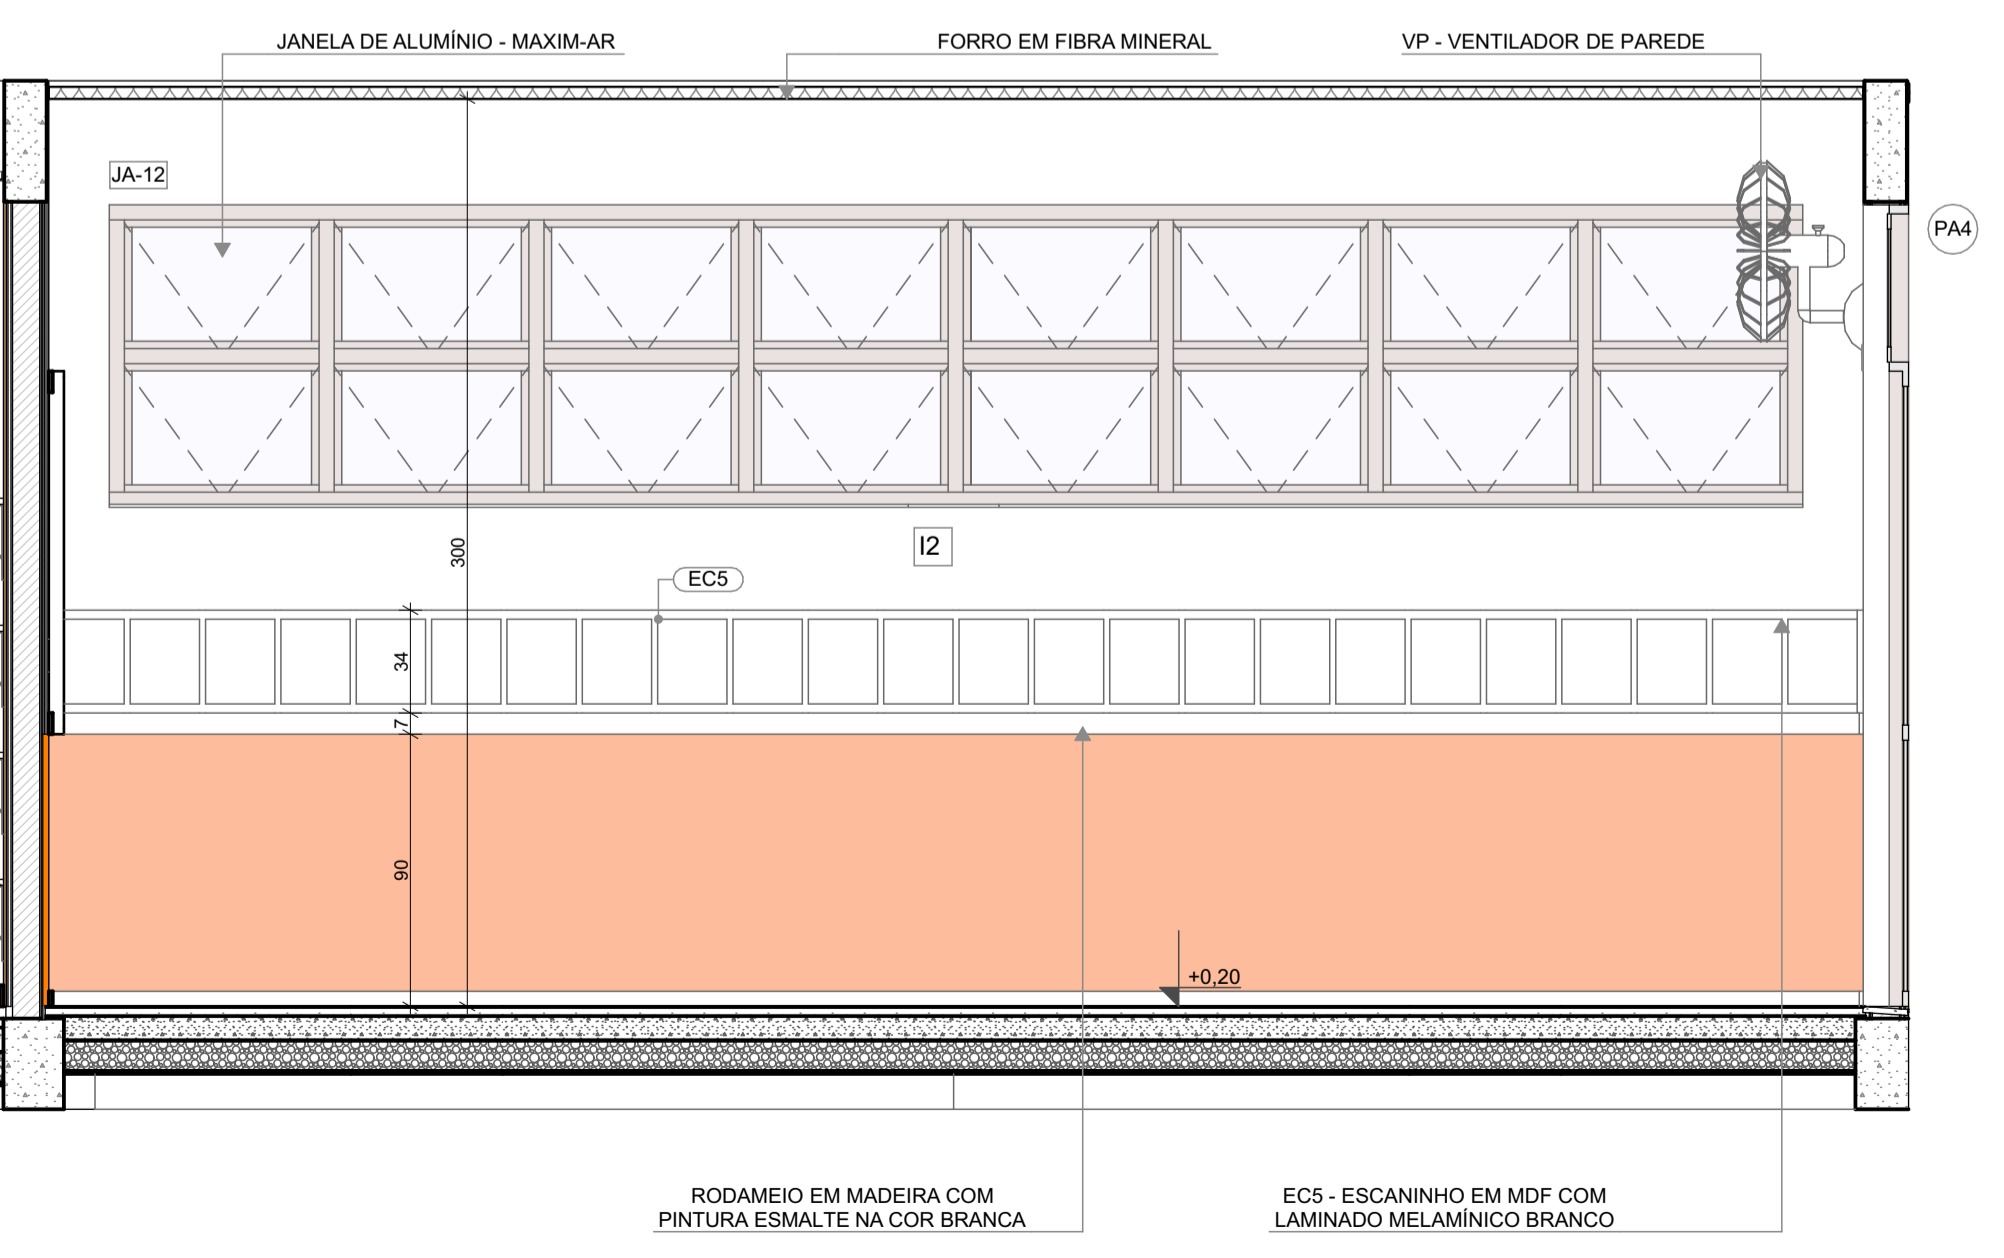 JANELA DE ALUMÍNIO - MAXIM-AR
FORRO EM FIBRA MINERAL
VP - VENTILADOR DE PAREDE
JA-12
PA4
I2
300
EC5
34
7
90
+0,20
RODAMEIO EM MADEIRA COM
PINTURA ESMALTE NA COR BRANCA
EC5 - ESCANINHO EM MDF COM
LAMINADO MELAMÍNICO BRANCO